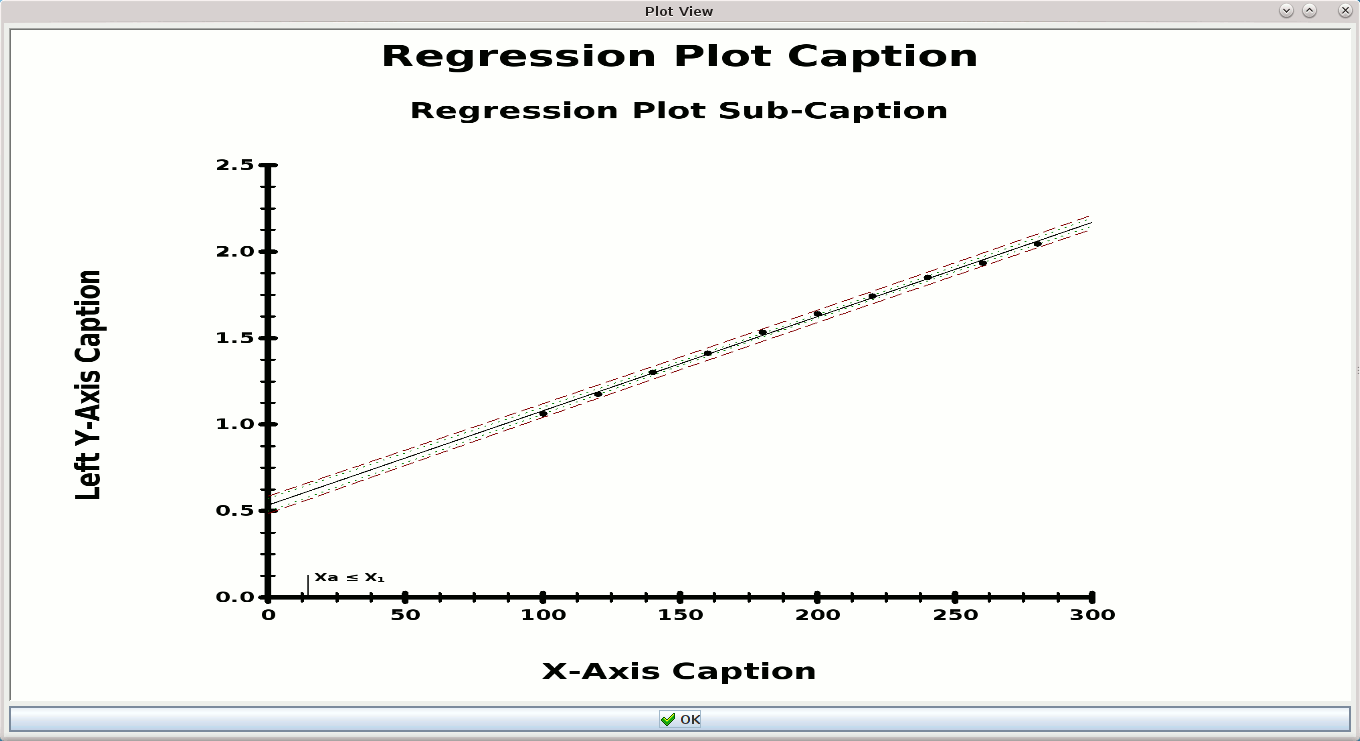 Plot View
Regression Plot Caption
Regression Plot Sub-Caption
Left Y-Axis Caption
2.5
2.0
1.5
1.0
0.5
0.0
Xa ≤ X₁
0 50 100 150 200 250 300
X-Axis Caption
OK